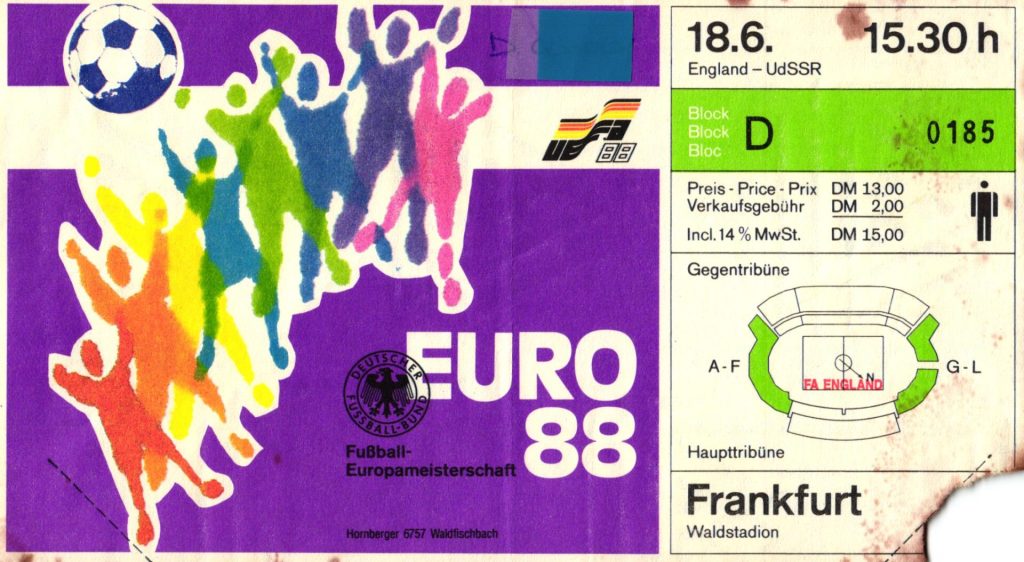 UEFA
88
EURO
88
DEUTSCHER
FUSSBALL-BUND
Fußball-
Europameisterschaft
Hornberger 6757 Waldfischbach
18.6. 15.30 h
England – UdSSR
Block
Block D 0185
Bloc
Preis - Price - Prix DM 13,00
Verkaufsgebühr DM 2,00
Incl. 14 % MwSt. DM 15,00
Gegentribüne
A - F G - L
N
FA ENGLAND
Haupttribüne
Frankfurt
Waldstadion